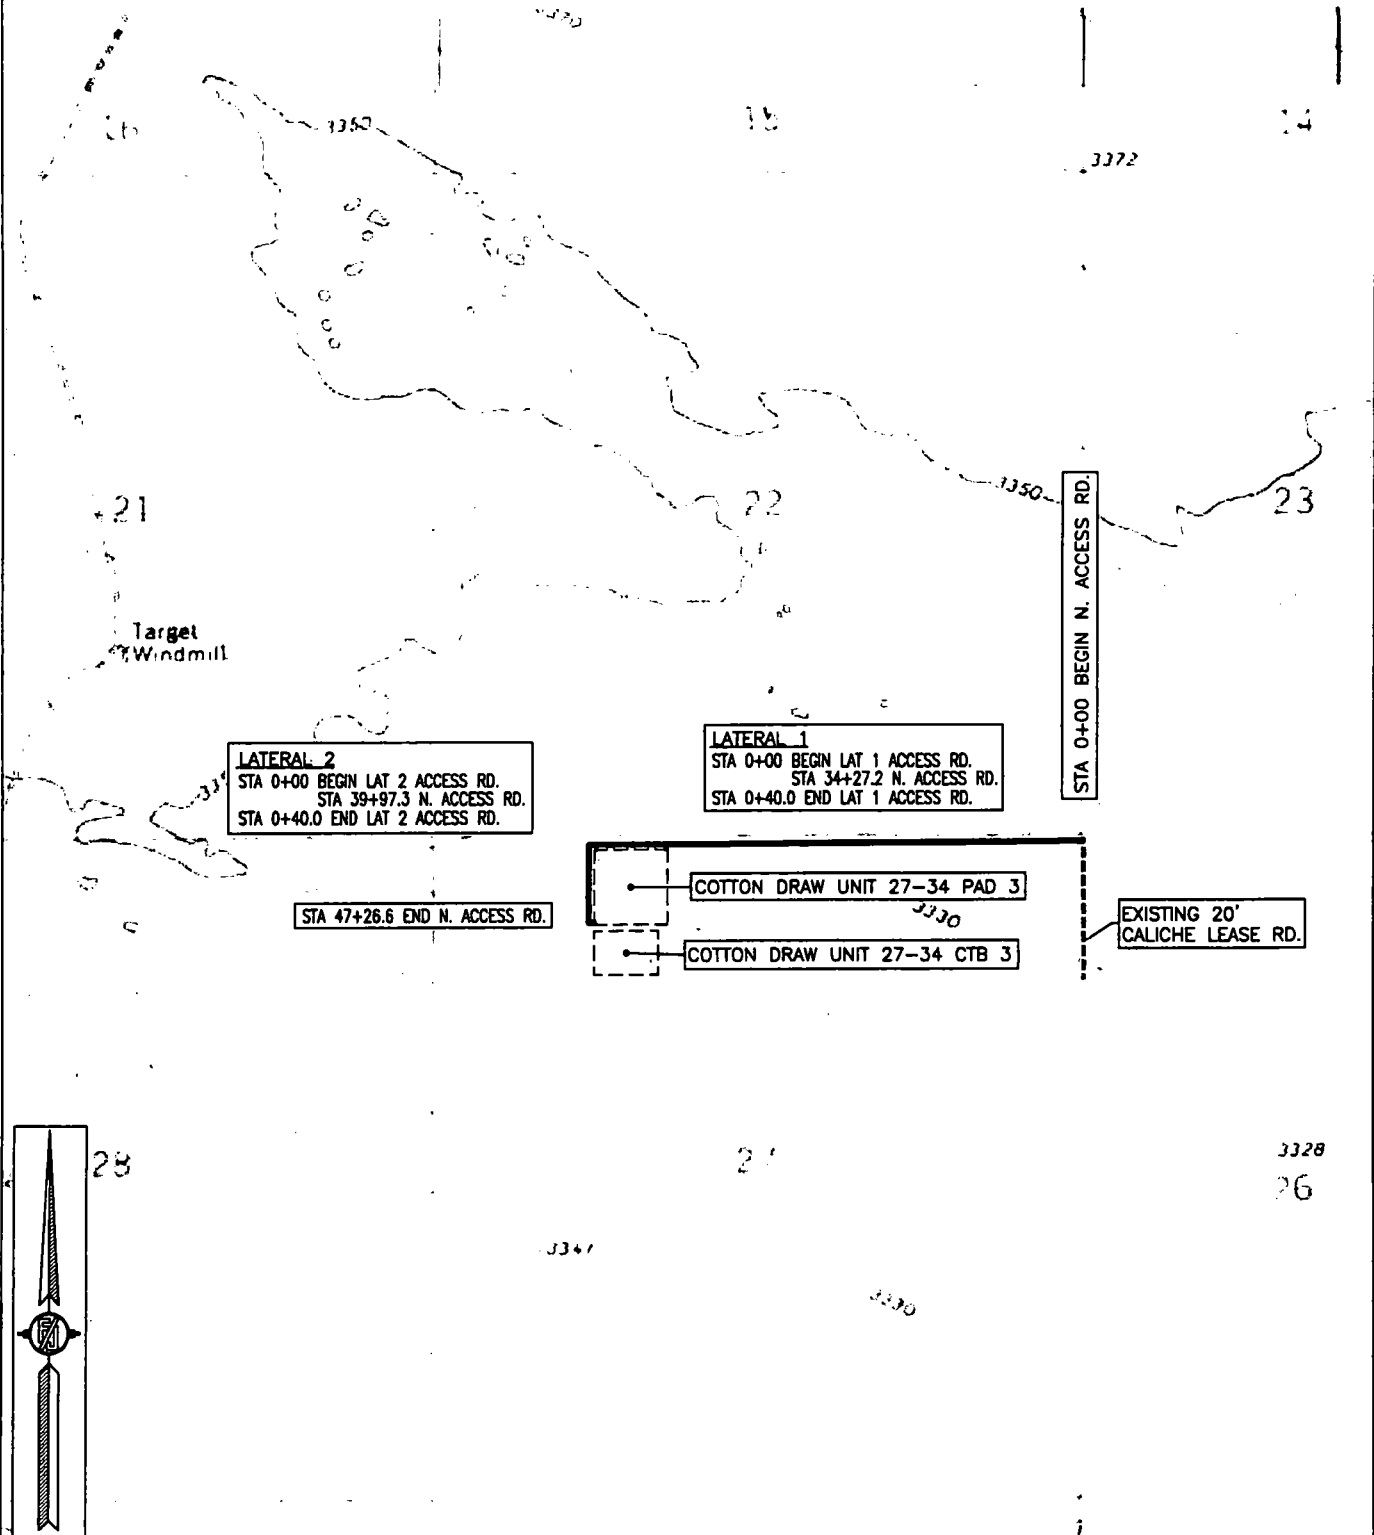 3350
15
14
3372
21
22
3350
23
STA 0+00 BEGIN N. ACCESS RD.
Target
Windmill
LATERAL 2
STA 0+00 BEGIN LAT 2 ACCESS RD.
STA 39+97.3 N. ACCESS RD.
STA 0+40.0 END LAT 2 ACCESS RD.
LATERAL 1
STA 0+00 BEGIN LAT 1 ACCESS RD.
STA 34+27.2 N. ACCESS RD.
STA 0+40.0 END LAT 1 ACCESS RD.
COTTON DRAW UNIT 27-34 PAD 3
STA 47+26.6 END N. ACCESS RD.
3330
EXISTING 20'
CALICHE LEASE RD.
COTTON DRAW UNIT 27-34 CTB 3
28
3328
26
3347
3330